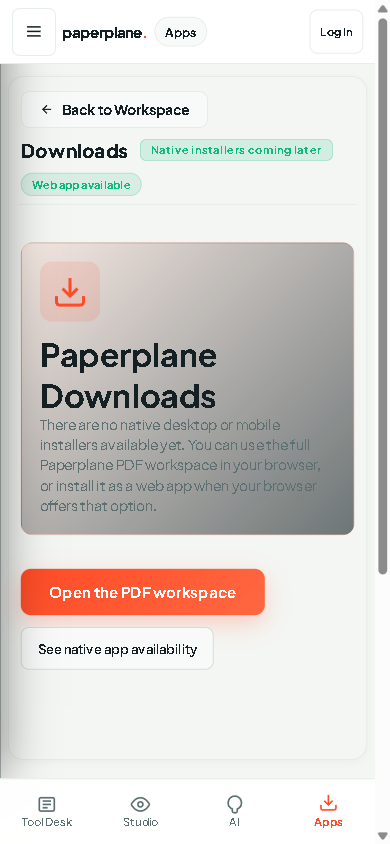 paperplane. Apps
Log In
Back to Workspace
Downloads
Native installers coming later
Web app available
Paperplane
Downloads
There are no native desktop or mobile
installers available yet. You can use the full
Paperplane PDF workspace in your browser,
or install it as a web app when your browser
offers that option.
Open the PDF workspace
See native app availability
Tool Desk
Studio
AI
Apps